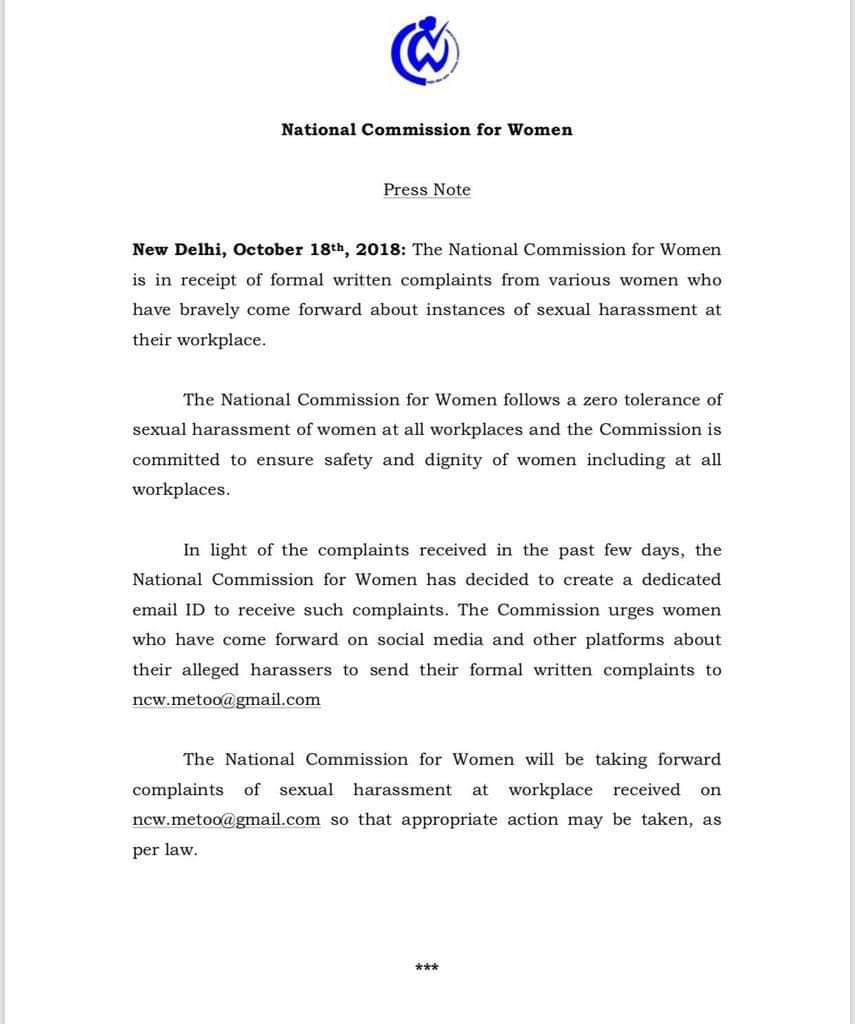 National Commission for Women
Press Note
New Delhi, October 18th, 2018: The National Commission for Women
is in receipt of formal written complaints from various women who
have bravely come forward about instances of sexual harassment at
their workplace.
The National Commission for Women follows a zero tolerance of
sexual harassment of women at all workplaces and the Commission is
committed to ensure safety and dignity of women including at all
workplaces.
In light of the complaints received in the past few days, the
National Commission for Women has decided to create a dedicated
email ID to receive such complaints. The Commission urges women
who have come forward on social media and other platforms about
their alleged harassers to send their formal written complaints to
ncw.metoo@gmail.com
The National Commission for Women will be taking forward
complaints of sexual harassment at workplace received on
ncw.metoo@gmail.com so that appropriate action may be taken, as
per law.
***